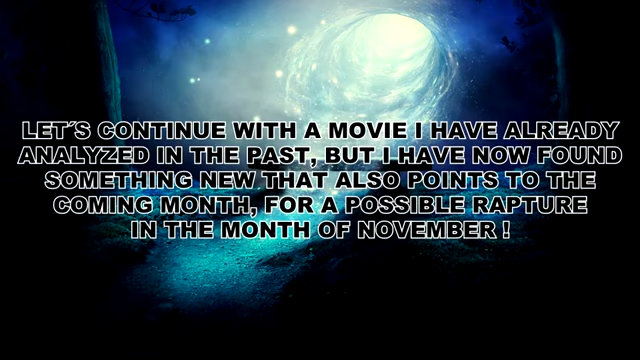 LET´S CONTINUE WITH A MOVIE I HAVE ALREADY
ANALYZED IN THE PAST, BUT I HAVE NOW FOUND
SOMETHING NEW THAT ALSO POINTS TO THE
COMING MONTH, FOR A POSSIBLE RAPTURE
IN THE MONTH OF NOVEMBER !